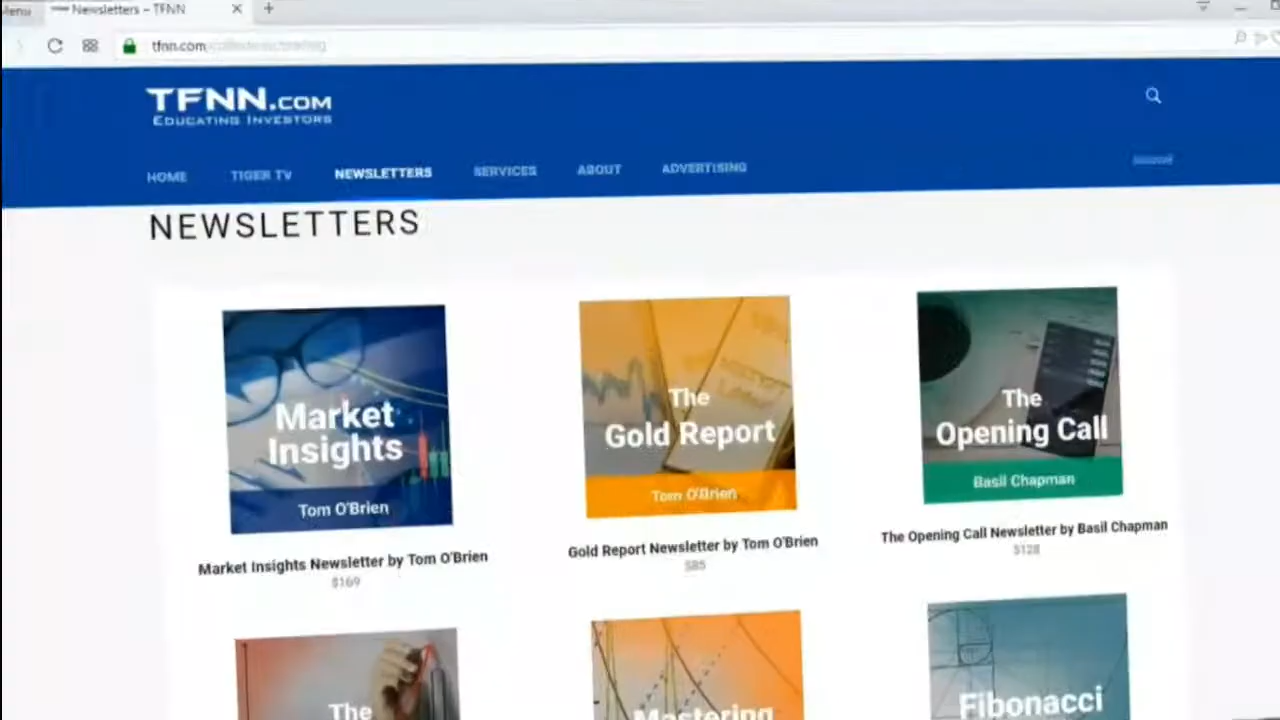 Menu
Newsletters – TFNN
tfnn.com
TFNN.COM
EDUCATING INVESTORS
HOME TIGER TV NEWSLETTERS SERVICES ABOUT ADVERTISING
NEWSLETTERS
Market
Insights
Tom O'Brien
The
Gold Report
Tom O'Brien
The
Opening Call
Basil Chapman
Market Insights Newsletter by Tom O'Brien
$169
Gold Report Newsletter by Tom O'Brien
$85
The Opening Call Newsletter by Basil Chapman
$128
The
Mastering
Fibonacci